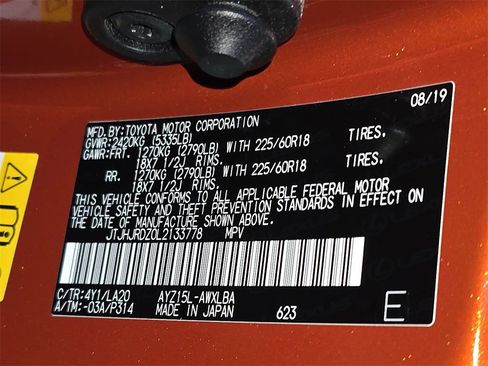 08/19
MFD.BY:TOYOTA MOTOR CORPORATION
GVWR:2420KG (5335LB)
GAWR:FRT. 1270KG (2790LB) WITH 225/60R18 TIRES.
18X7 1/2J RIMS.
RR. 1270KG (2790LB) WITH 225/60R18 TIRES.
18X7 1/2J RIMS.
THIS VEHICLE CONFORMS TO ALL APPLICABLE FEDERAL MOTOR
VEHICLE SAFETY AND THEFT PREVENTION STANDARDS IN EFFECT ON
THE DATE OF MANUFACTURE SHOWN ABOVE.
JTJHJRDZ0L2133778 MPV
C/TR:4Y1/LA20 AYZ15L-AWXLBA
A/TM:-03A/P314 MADE IN JAPAN 623 E